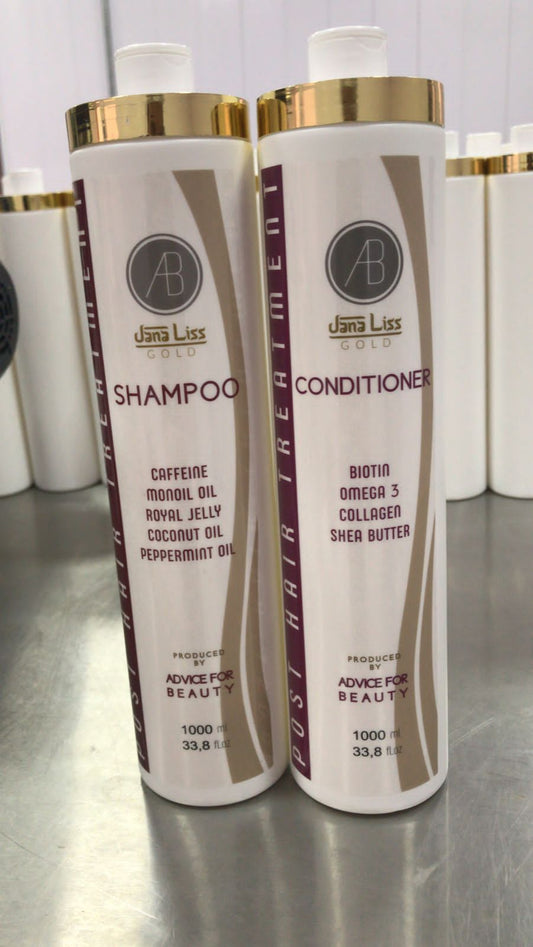 POST HAIR TREATMENT
AB
Jana Liss
GOLD
SHAMPOO
CAFFEINE
MONOIL OIL
ROYAL JELLY
COCONUT OIL
PEPPERMINT OIL
PRODUCED
BY
ADVICE FOR
BEAUTY
1000 ml
33,8 fl.oz
POST HAIR TREATMENT
AB
Jana Liss
GOLD
CONDITIONER
BIOTIN
OMEGA 3
COLLAGEN
SHEA BUTTER
PRODUCED
BY
ADVICE FOR
BEAUTY
1000 ml
33,8 fl.oz